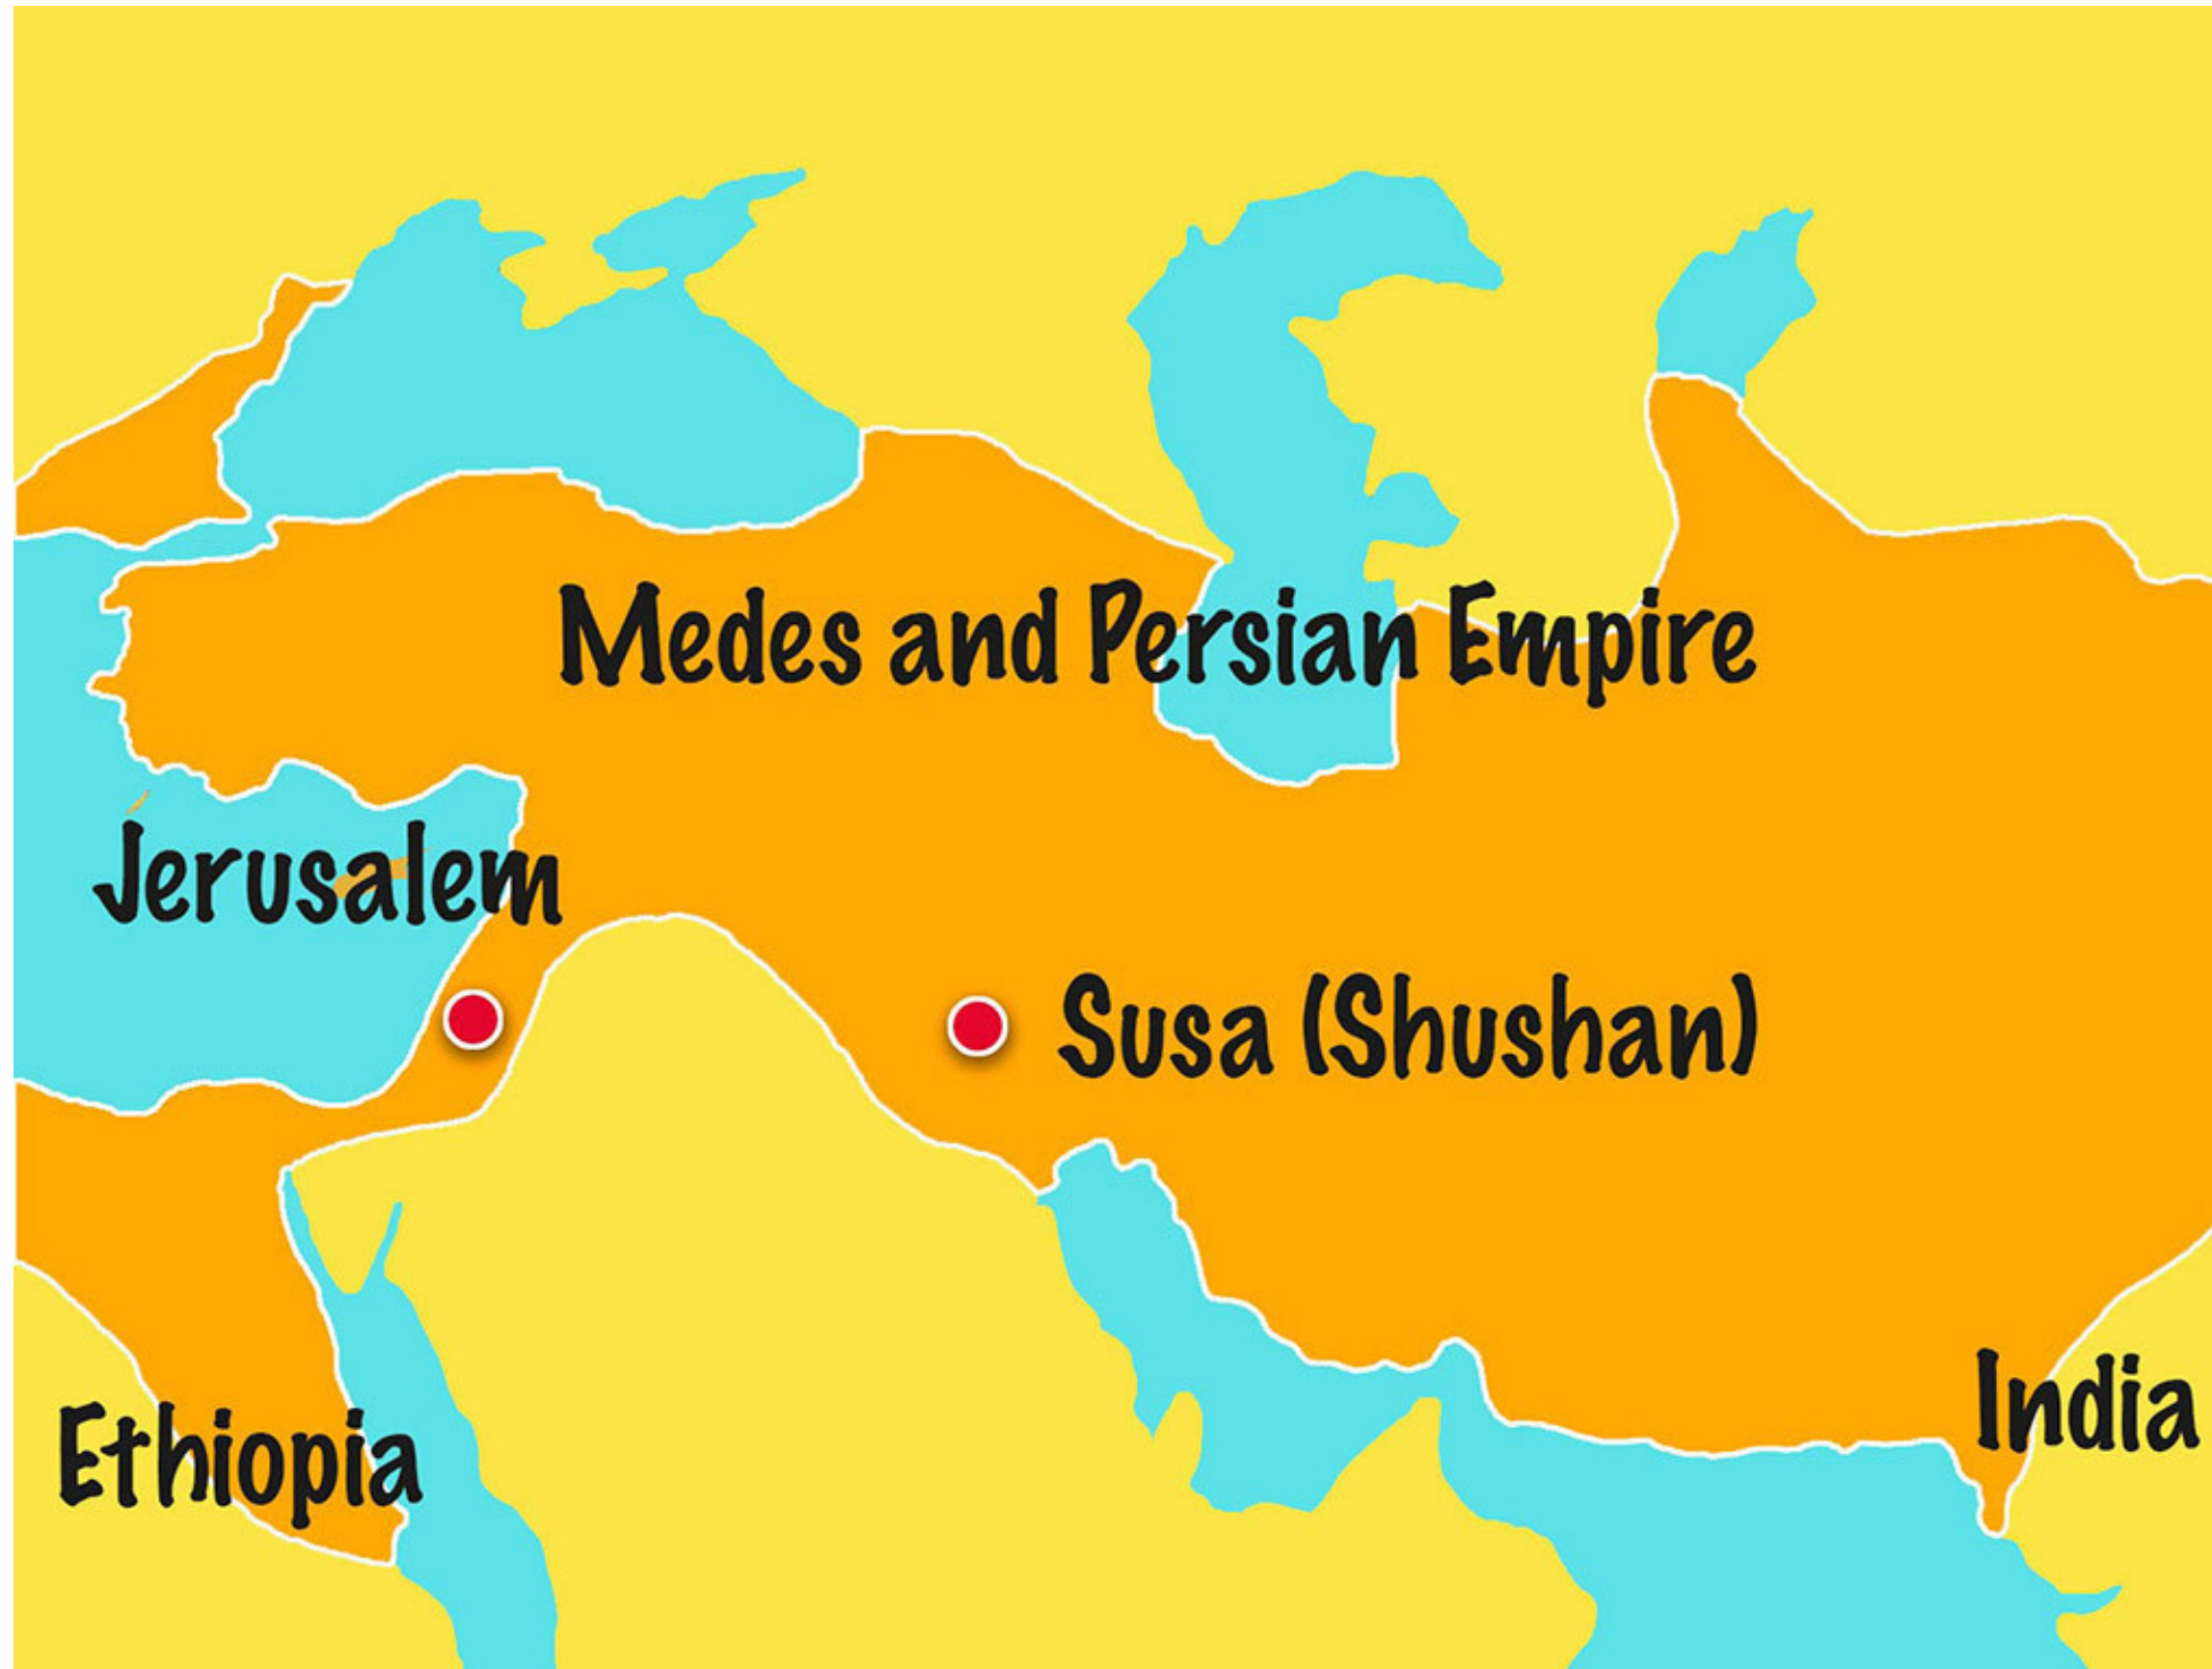 Medes and Persian Empire
Jerusalem
Susa (Shushan)
Ethiopia
India